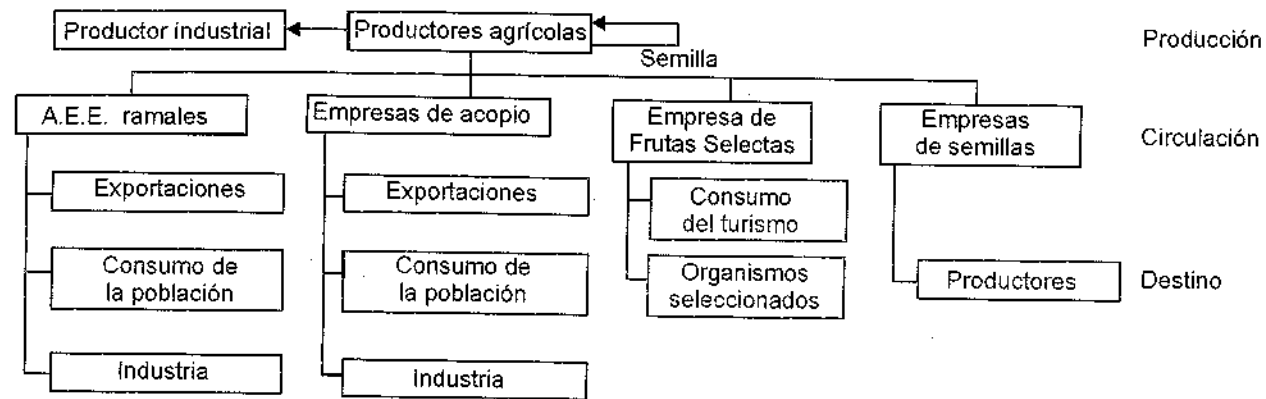 Productor industrial
Productores agrícolas
Producción
Semilla
A.E.E. ramales
Empresas de acopio
Empresa de
Frutas Selectas
Empresas
de semillas
Circulación
Exportaciones
Exportaciones
Consumo
del turismo
Consumo de
la población
Consumo de
la población
Organismos
seleccionados
Productores
Destino
Industria
Industria